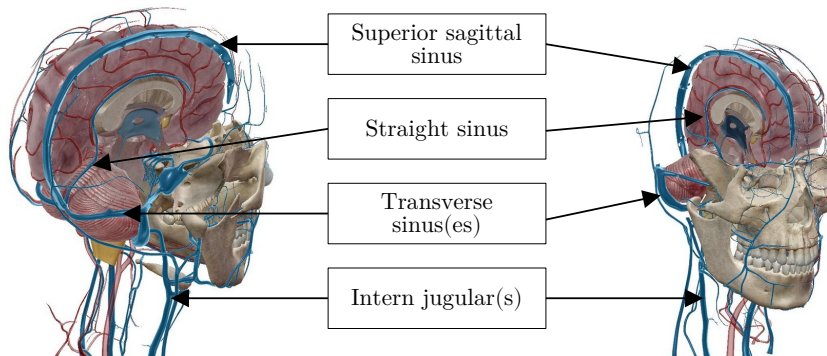 Superior sagittal
sinus
Straight sinus
Transverse
sinus(es)
Intern jugular(s)